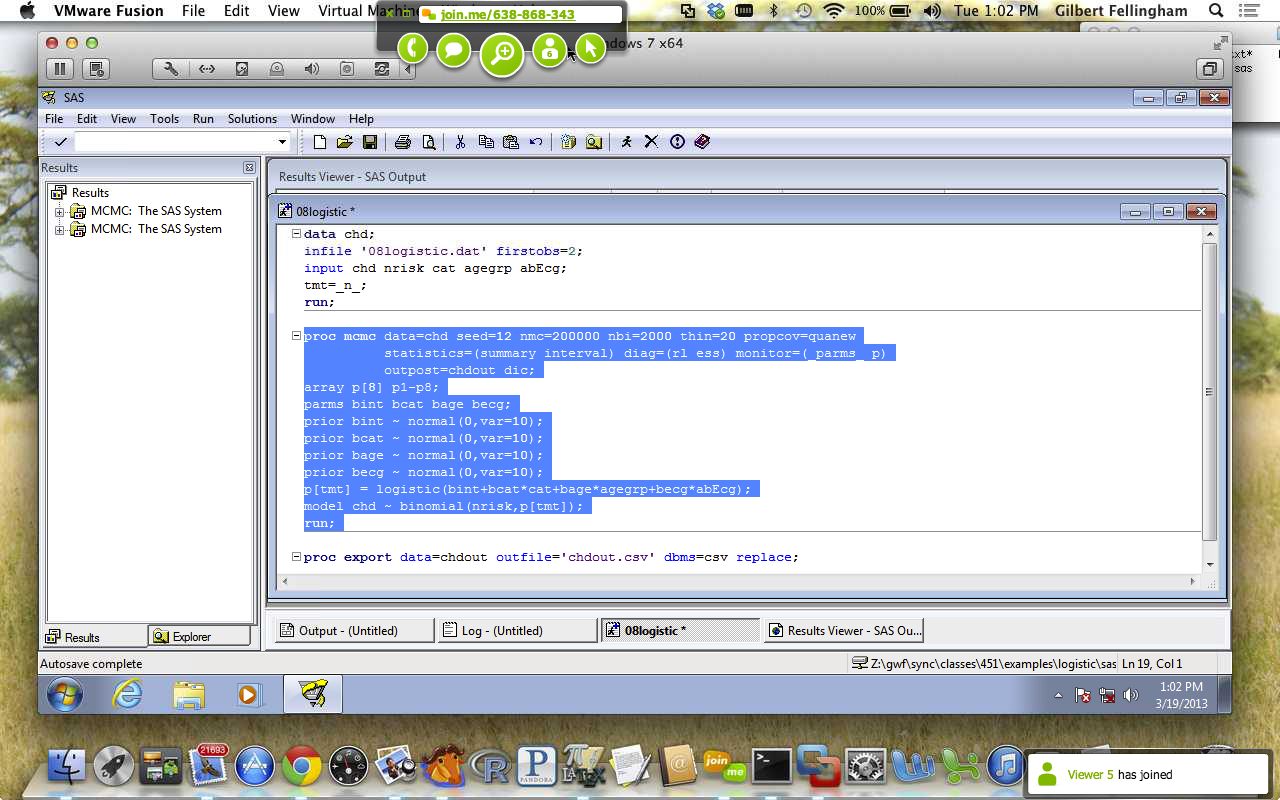 VMware Fusion File Edit View Virtual Mach
join.me/638-868-343
100% Tue 1:02 PM Gilbert Fellingham
6
ndows 7 x64
txt*
sas
SAS
File Edit View Tools Run Solutions Window Help
Results
Results
MCMC: The SAS System
MCMC: The SAS System
Results Viewer - SAS Output
08logistic *
data chd;
infile '08logistic.dat' firstobs=2;
input chd nrisk cat agegrp abEcg;
tmt=_n_;
run;
proc mcmc data=chd seed=12 nmc=200000 nbi=2000 thin=20 propcov=quanew
statistics=(summary interval) diag=(rl ess) monitor=(_parms_ p)
outpost=chdout dic;
array p[8] p1-p8;
parms bint bcat bage becg;
prior bint ~ normal(0,var=10);
prior bcat ~ normal(0,var=10);
prior bage ~ normal(0,var=10);
prior becg ~ normal(0,var=10);
p[tmt] = logistic(bint+bcat*cat+bage*agegrp+becg*abEcg);
model chd ~ binomial(nrisk,p[tmt]);
run;
proc export data=chdout outfile='chdout.csv' dbms=csv replace;
Results Explorer
Output - (Untitled) Log - (Untitled) 08logistic * Results Viewer - SAS Ou...
Autosave complete
Z:\gwf\sync\classes\451\examples\logistic\sas Ln 19, Col 1
1:02 PM
3/19/2013
21693
PANDORA
join
me
Viewer 5 has joined